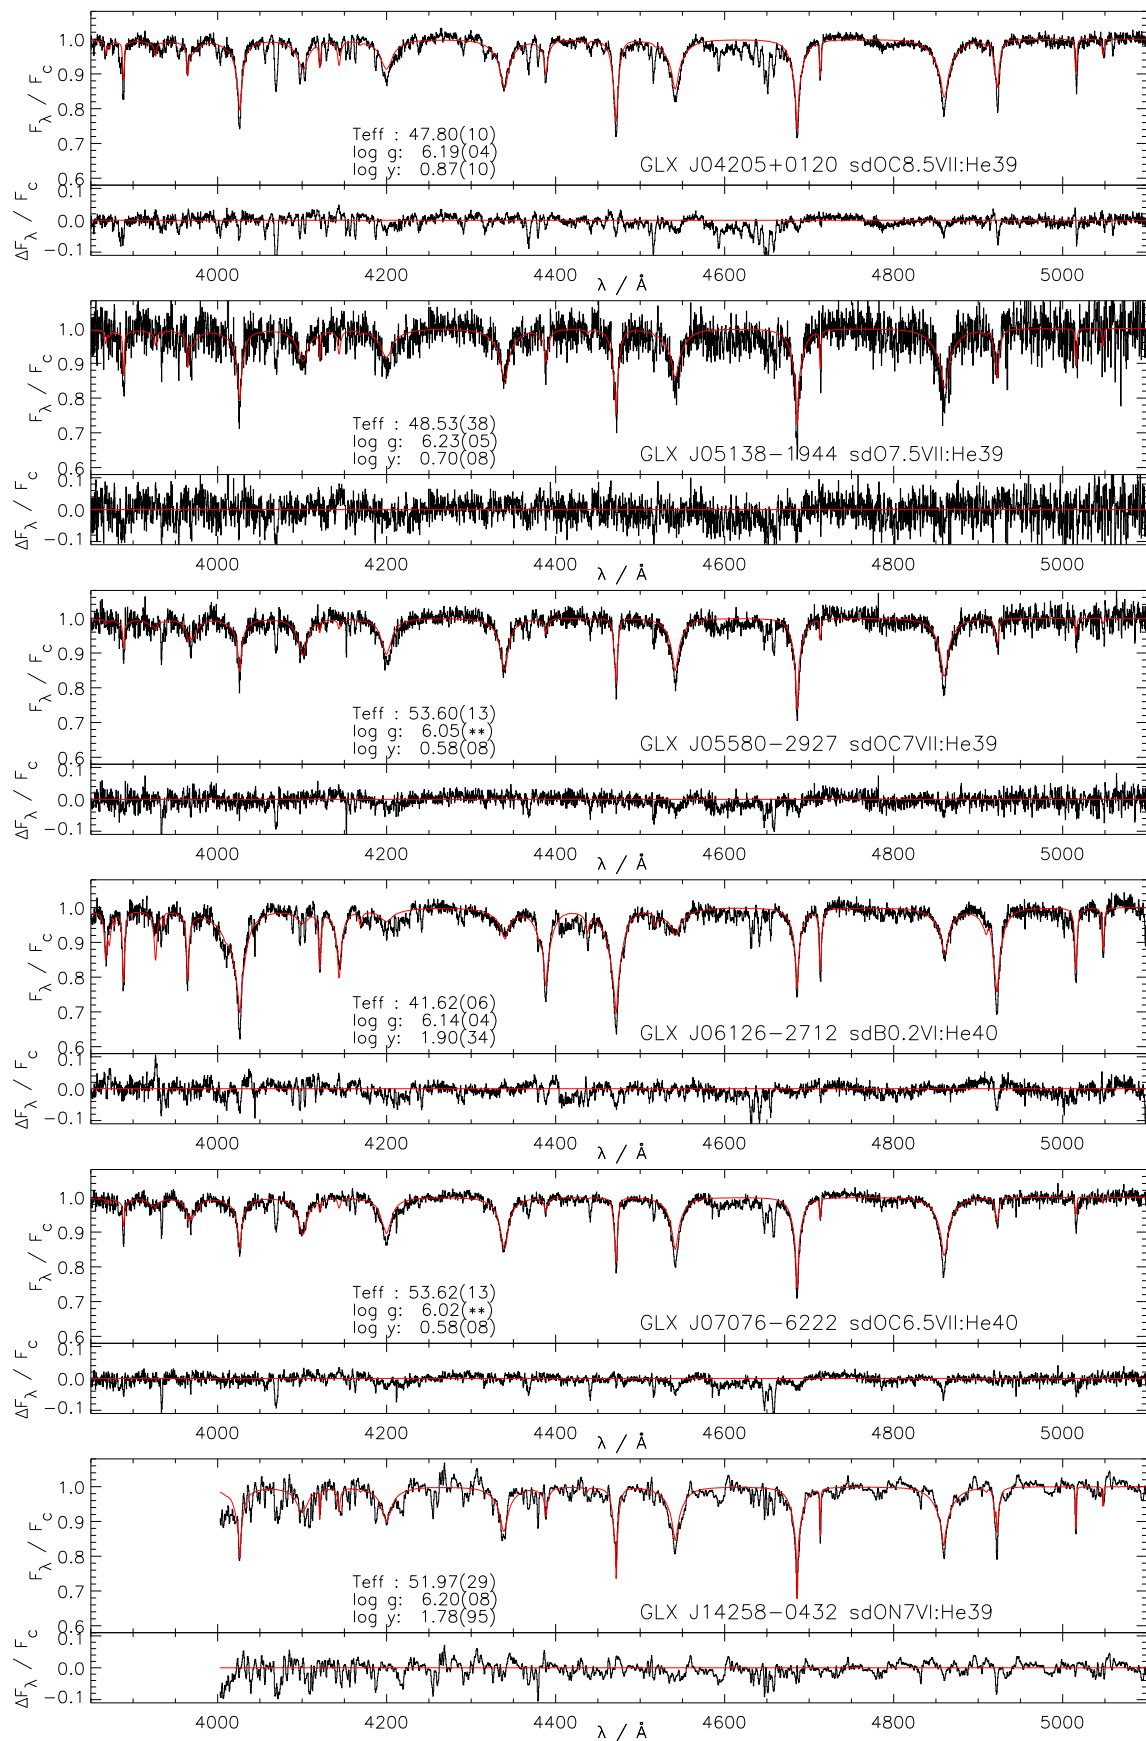 1.0
0.9
0.8
0.7
0.6
F_λ / F_c
Teff : 47.80(10)
log g: 6.19(04)
log y: 0.87(10)
GLX J04205+0120 sdOC8.5VII:He39
0.1
0.0
−0.1
ΔF_λ / F_c
4000 4200 4400 4600 4800 5000
λ / Å
1.0
0.9
0.8
0.7
0.6
F_λ / F_c
Teff : 48.53(38)
log g: 6.23(05)
log y: 0.70(08)
GLX J05138−1944 sdO7.5VII:He39
0.1
0.0
−0.1
ΔF_λ / F_c
4000 4200 4400 4600 4800 5000
λ / Å
1.0
0.9
0.8
0.7
0.6
F_λ / F_c
Teff : 53.60(13)
log g: 6.05(**)
log y: 0.58(08)
GLX J05580−2927 sdOC7VII:He39
0.1
0.0
−0.1
ΔF_λ / F_c
4000 4200 4400 4600 4800 5000
λ / Å
1.0
0.9
0.8
0.7
0.6
F_λ / F_c
Teff : 41.62(06)
log g: 6.14(04)
log y: 1.90(34)
GLX J06126−2712 sdB0.2VI:He40
0.1
0.0
−0.1
ΔF_λ / F_c
4000 4200 4400 4600 4800 5000
λ / Å
1.0
0.9
0.8
0.7
0.6
F_λ / F_c
Teff : 53.62(13)
log g: 6.02(**)
log y: 0.58(08)
GLX J07076−6222 sdOC6.5VII:He40
0.1
0.0
−0.1
ΔF_λ / F_c
4000 4200 4400 4600 4800 5000
λ / Å
1.0
0.9
0.8
0.7
0.6
F_λ / F_c
Teff : 51.97(29)
log g: 6.20(08)
log y: 1.78(95)
GLX J14258−0432 sdON7VI:He39
0.1
0.0
−0.1
ΔF_λ / F_c
4000 4200 4400 4600 4800 5000
λ / Å